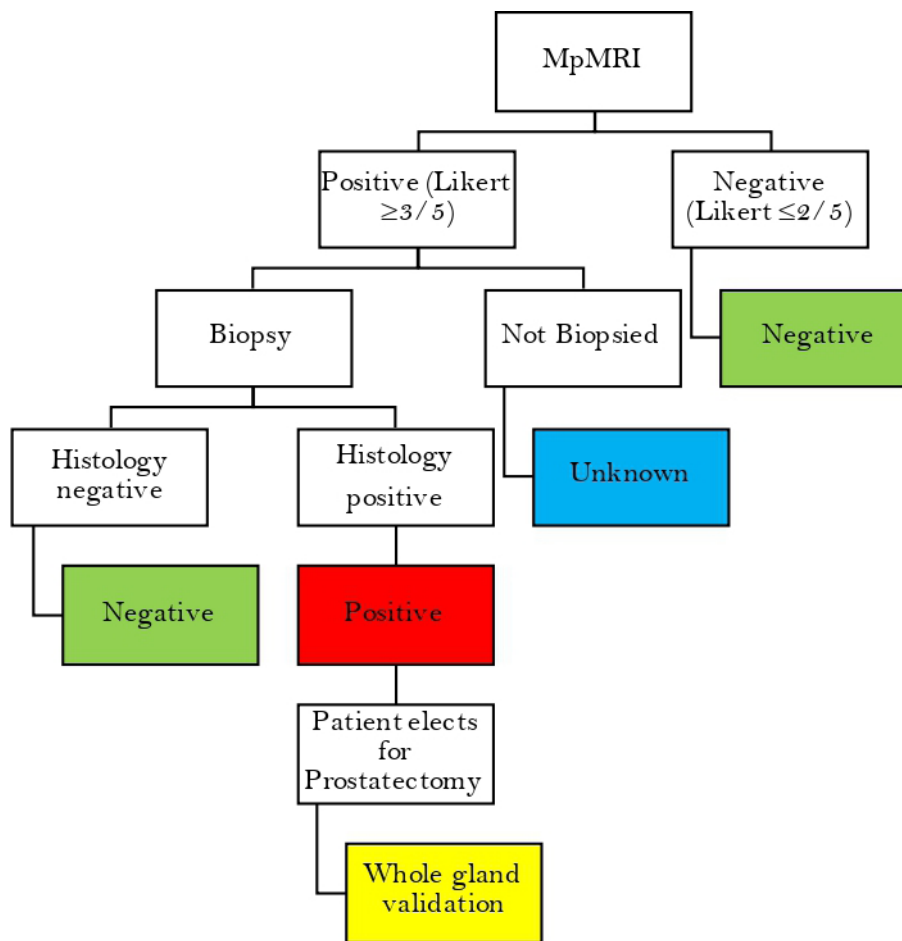 MpMRI
Positive (Likert
≥3/5)
Negative
(Likert ≤2/5)
Biopsy
Not Biopsied
Negative
Histology
negative
Histology
positive
Unknown
Negative
Positive
Patient elects
for
Prostatectomy
Whole gland
validation